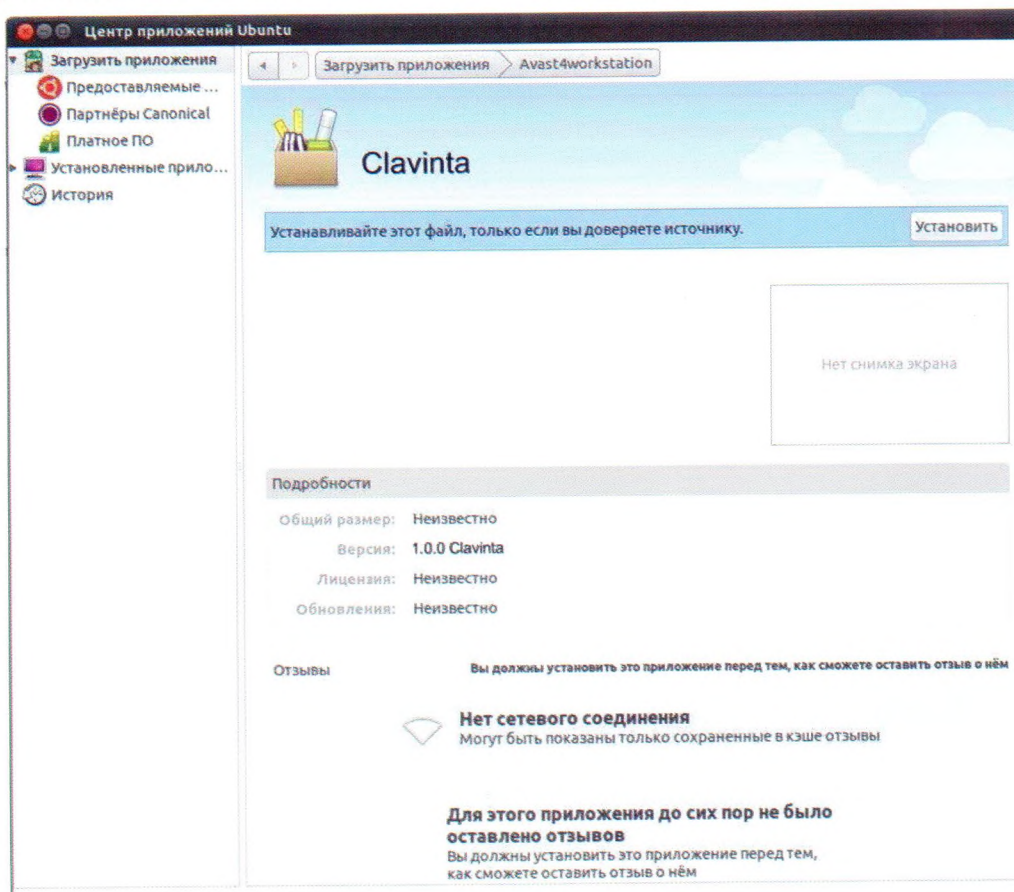 Центр приложений Ubuntu
Загрузить приложения
Предоставляемые ...
Партнёры Canonical
Платное ПО
Установленные прило...
История
Загрузить приложения
Avast4workstation
Clavinta
Устанавливайте этот файл, только если вы доверяете источнику.
Установить
Нет снимка экрана
Подробности
Общий размер: Неизвестно
Версия: 1.0.0 Clavinta
Лицензия: Неизвестно
Обновления: Неизвестно
Отзывы
Вы должны установить это приложение перед тем, как сможете оставить отзыв о нём
Нет сетевого соединения
Могут быть показаны только сохраненные в кэше отзывы
Для этого приложения до сих пор не было
оставлено отзывов
Вы должны установить это приложение перед тем,
как сможете оставить отзыв о нём